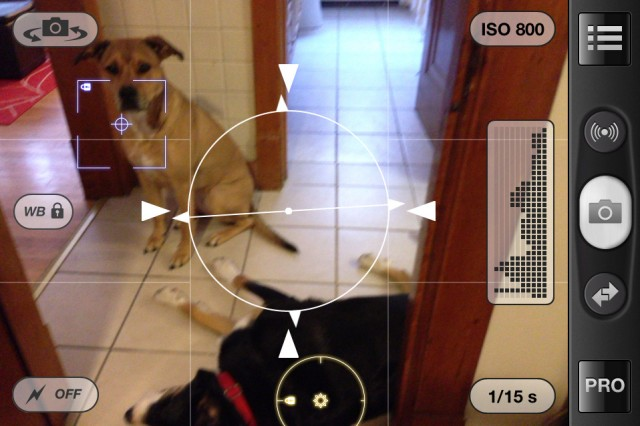 ISO 800
WB
OFF
1/15 s
PRO